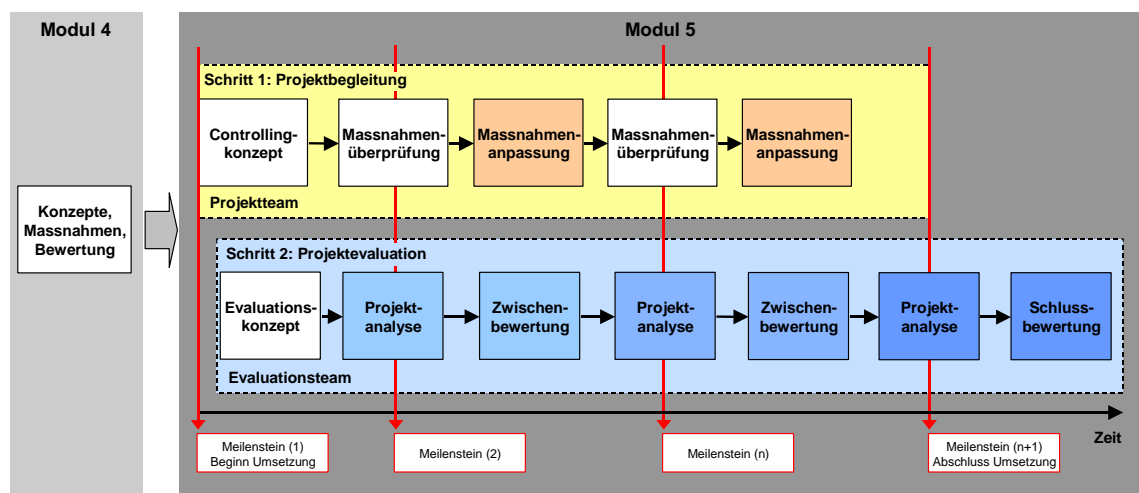 Modul 4
Modul 5
Schritt 1: Projektbegleitung
Controlling-
konzept
Massnahmen-
überprüfung
Massnahmen-
anpassung
Massnahmen-
überprüfung
Massnahmen-
anpassung
Projektteam
Konzepte,
Massnahmen,
Bewertung
Schritt 2: Projektevaluation
Evaluations-
konzept
Projekt-
analyse
Zwischen-
bewertung
Projekt-
analyse
Zwischen-
bewertung
Projekt-
analyse
Schluss-
bewertung
Evaluationsteam
Zeit
Meilenstein (1)
Beginn Umsetzung
Meilenstein (2)
Meilenstein (n)
Meilenstein (n+1)
Abschluss Umsetzung